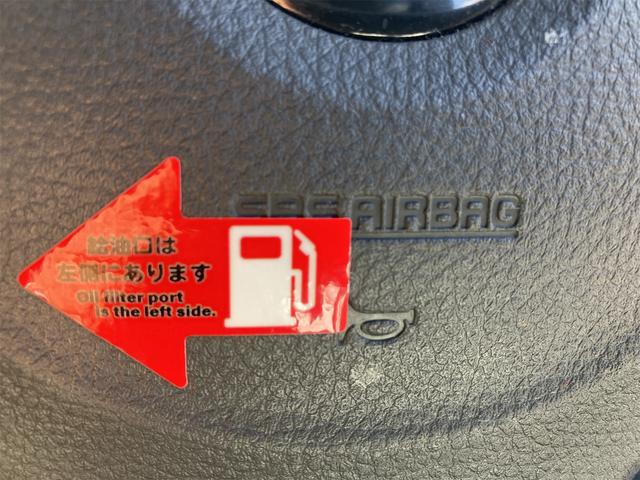 SRS AIRBAG
給油口は
左側にあります
Oil filter port
is the left side.